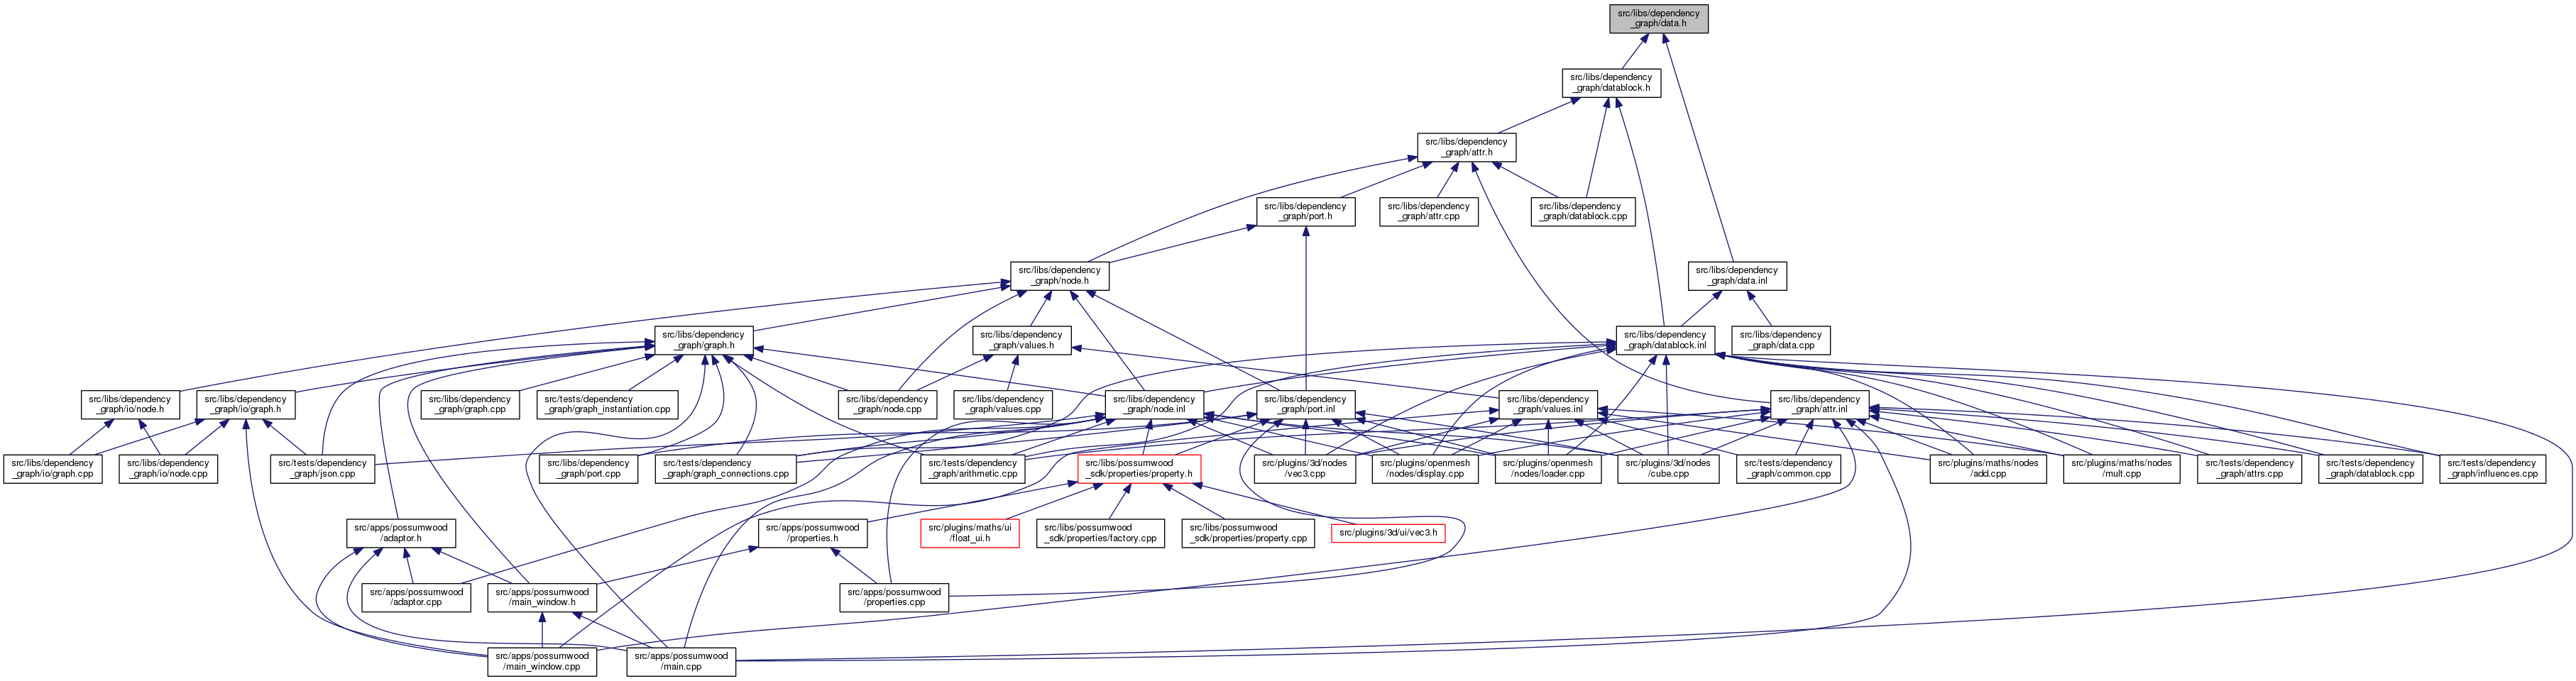 src/libs/dependency
_graph/data.h
src/libs/dependency
_graph/datablock.h
src/libs/dependency
_graph/attr.h
src/libs/dependency
_graph/port.h
src/libs/dependency
_graph/attr.cpp
src/libs/dependency
_graph/datablock.cpp
src/libs/dependency
_graph/node.h
src/libs/dependency
_graph/data.inl
src/libs/dependency
_graph/graph.h
src/libs/dependency
_graph/values.h
src/libs/dependency
_graph/datablock.inl
src/libs/dependency
_graph/data.cpp
src/libs/dependency
_graph/io/node.h
src/libs/dependency
_graph/io/graph.h
src/libs/dependency
_graph/graph.cpp
src/tests/dependency
_graph/graph_instantiation.cpp
src/libs/dependency
_graph/node.cpp
src/libs/dependency
_graph/values.cpp
src/libs/dependency
_graph/node.inl
src/libs/dependency
_graph/port.inl
src/libs/dependency
_graph/values.inl
src/libs/dependency
_graph/attr.inl
src/libs/dependency
_graph/io/graph.cpp
src/libs/dependency
_graph/io/node.cpp
src/tests/dependency
_graph/json.cpp
src/libs/dependency
_graph/port.cpp
src/tests/dependency
_graph/graph_connections.cpp
src/tests/dependency
_graph/arithmetic.cpp
src/libs/possumwood
_sdk/properties/property.h
src/plugins/3d/nodes
/vec3.cpp
src/plugins/openmesh
/nodes/display.cpp
src/plugins/openmesh
/nodes/loader.cpp
src/plugins/3d/nodes
/cube.cpp
src/tests/dependency
_graph/common.cpp
src/plugins/maths/nodes
/add.cpp
src/plugins/maths/nodes
/mult.cpp
src/tests/dependency
_graph/attrs.cpp
src/tests/dependency
_graph/datablock.cpp
src/tests/dependency
_graph/influences.cpp
src/apps/possumwood
/adaptor.h
src/apps/possumwood
/properties.h
src/plugins/maths/ui
/float_ui.h
src/libs/possumwood
_sdk/properties/factory.cpp
src/libs/possumwood
_sdk/properties/property.cpp
src/plugins/3d/ui/vec3.h
src/apps/possumwood
/adaptor.cpp
src/apps/possumwood
/main_window.h
src/apps/possumwood
/properties.cpp
src/apps/possumwood
/main_window.cpp
src/apps/possumwood
/main.cpp